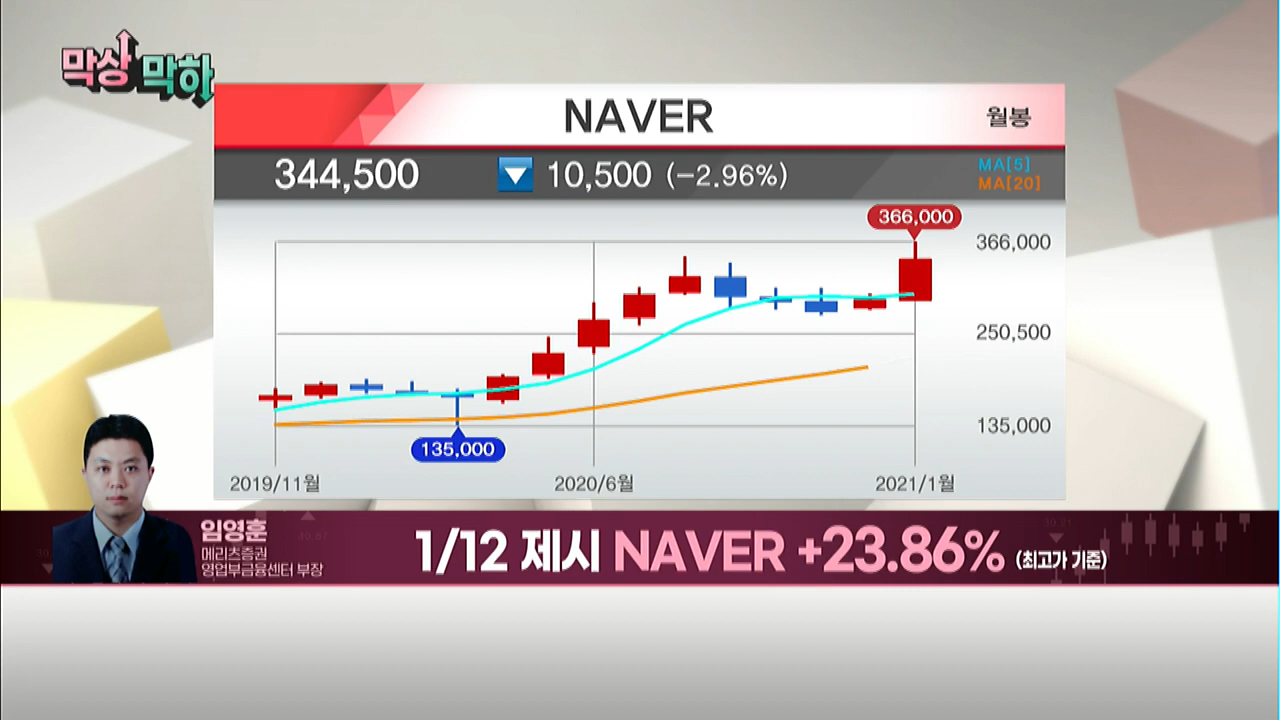 막상 막하
NAVER
월봉
344,500 ▼ 10,500 (-2.96%)
MA[5]
MA[20]
366,000
366,000
250,500
135,000
135,000
2019/11월 2020/6월 2021/1월
임영훈
메리츠증권
영업부금융센터 부장
1/12 제시 NAVER +23.86% (최고가 기준)